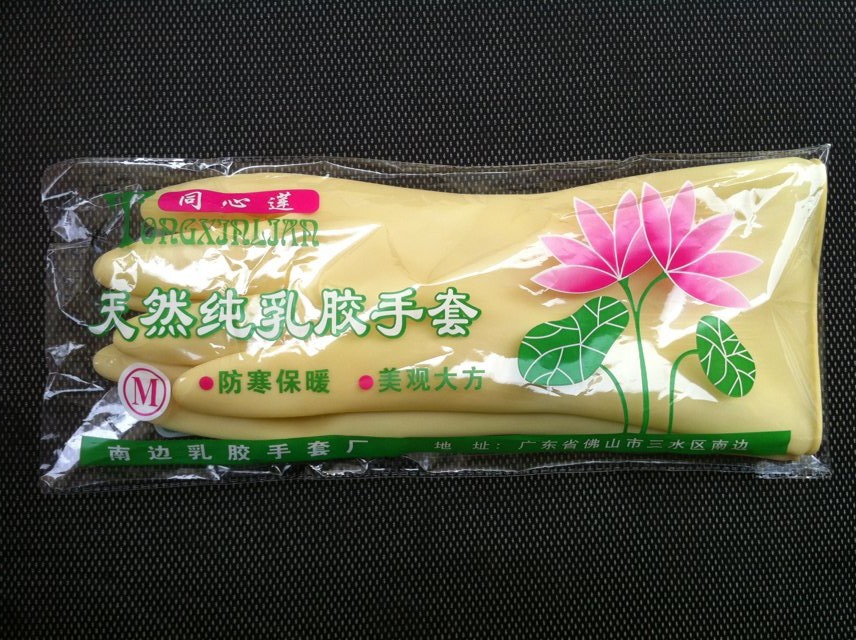 同心莲
TONGXINLIAN
天然纯乳胶手套
M
●防寒保暖 ●美观大方
南边乳胶手套厂 地 址：广东省佛山市三水区南边